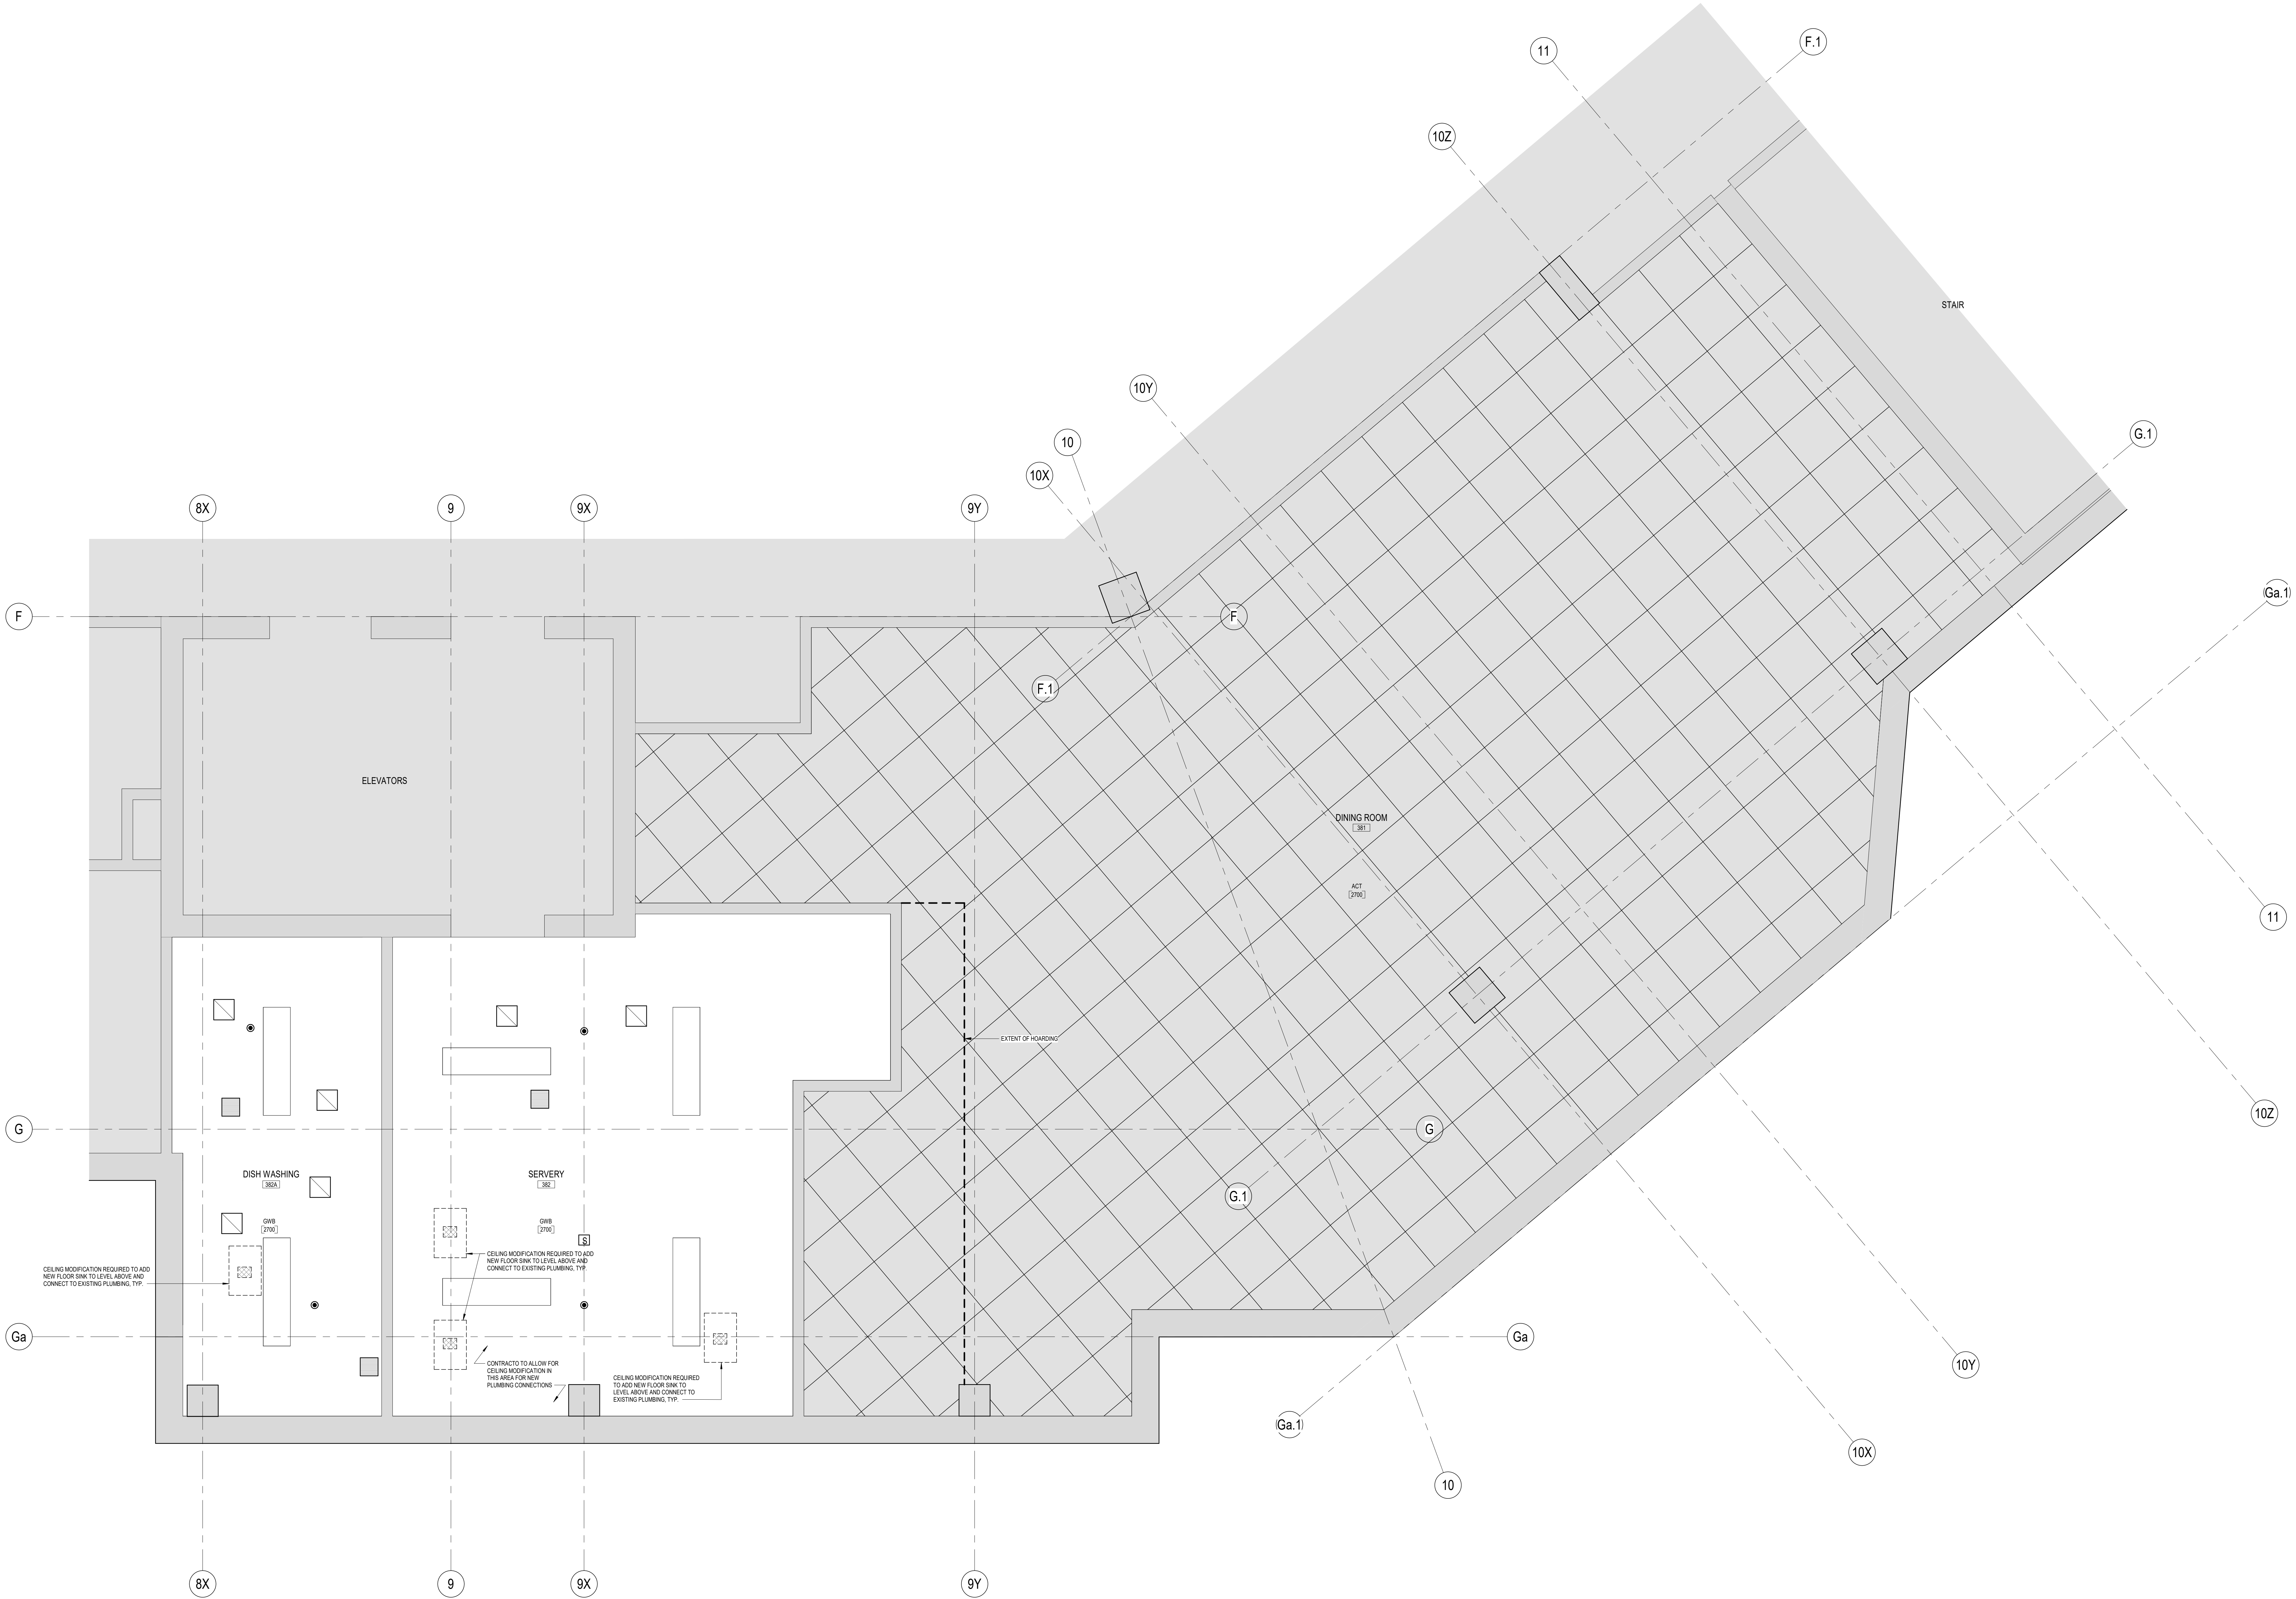 F.1
11
10Z
STAIR
10Y
G.1
10
10X
8X
9
9X
9Y
Ga.1
F
F
F.1
ELEVATORS
DINING ROOM
381
ACT
2700
11
EXTENT OF HOARDING
10Z
G
G
DISH WASHING
382A
SERVERY
382
G.1
GWB
2700
GWB
2700
S
CEILING MODIFICATION REQUIRED TO ADD
NEW FLOOR SINK TO LEVEL ABOVE AND
CONNECT TO EXISTING PLUMBING, TYP.
CEILING MODIFICATION REQUIRED TO ADD
NEW FLOOR SINK TO LEVEL ABOVE AND
CONNECT TO EXISTING PLUMBING, TYP.
Ga
Ga
10Y
CONTRACTO TO ALLOW FOR
CEILING MODIFICATION IN
THIS AREA FOR NEW
PLUMBING CONNECTIONS
CEILING MODIFICATION REQUIRED
TO ADD NEW FLOOR SINK TO
LEVEL ABOVE AND CONNECT TO
EXISTING PLUMBING, TYP.
Ga.1
10X
10
8X
9
9X
9Y